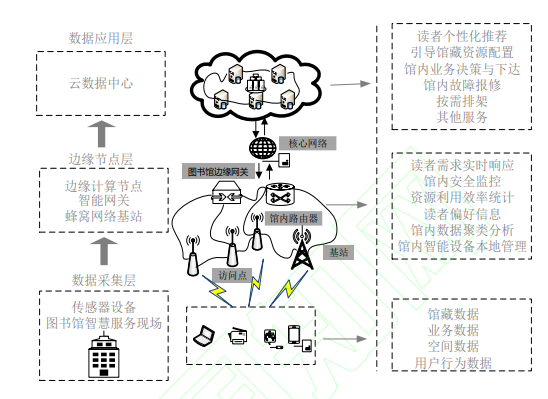 数据应用层
云数据中心
边缘节点层
边缘计算节点
智能网关
蜂窝网络基站
数据采集层
传感器设备
图书馆智慧服务现场
核心网络
图书馆边缘网关
馆内路由器
基站
访问点
读者个性化推荐
引导馆藏资源配置
馆内业务决策与下达
馆内故障报修
按需排架
其他服务
读者需求实时响应
馆内安全监控
资源利用效率统计
读者偏好信息
馆内数据聚类分析
馆内智能设备本地管理
馆藏数据
业务数据
空间数据
用户行为数据